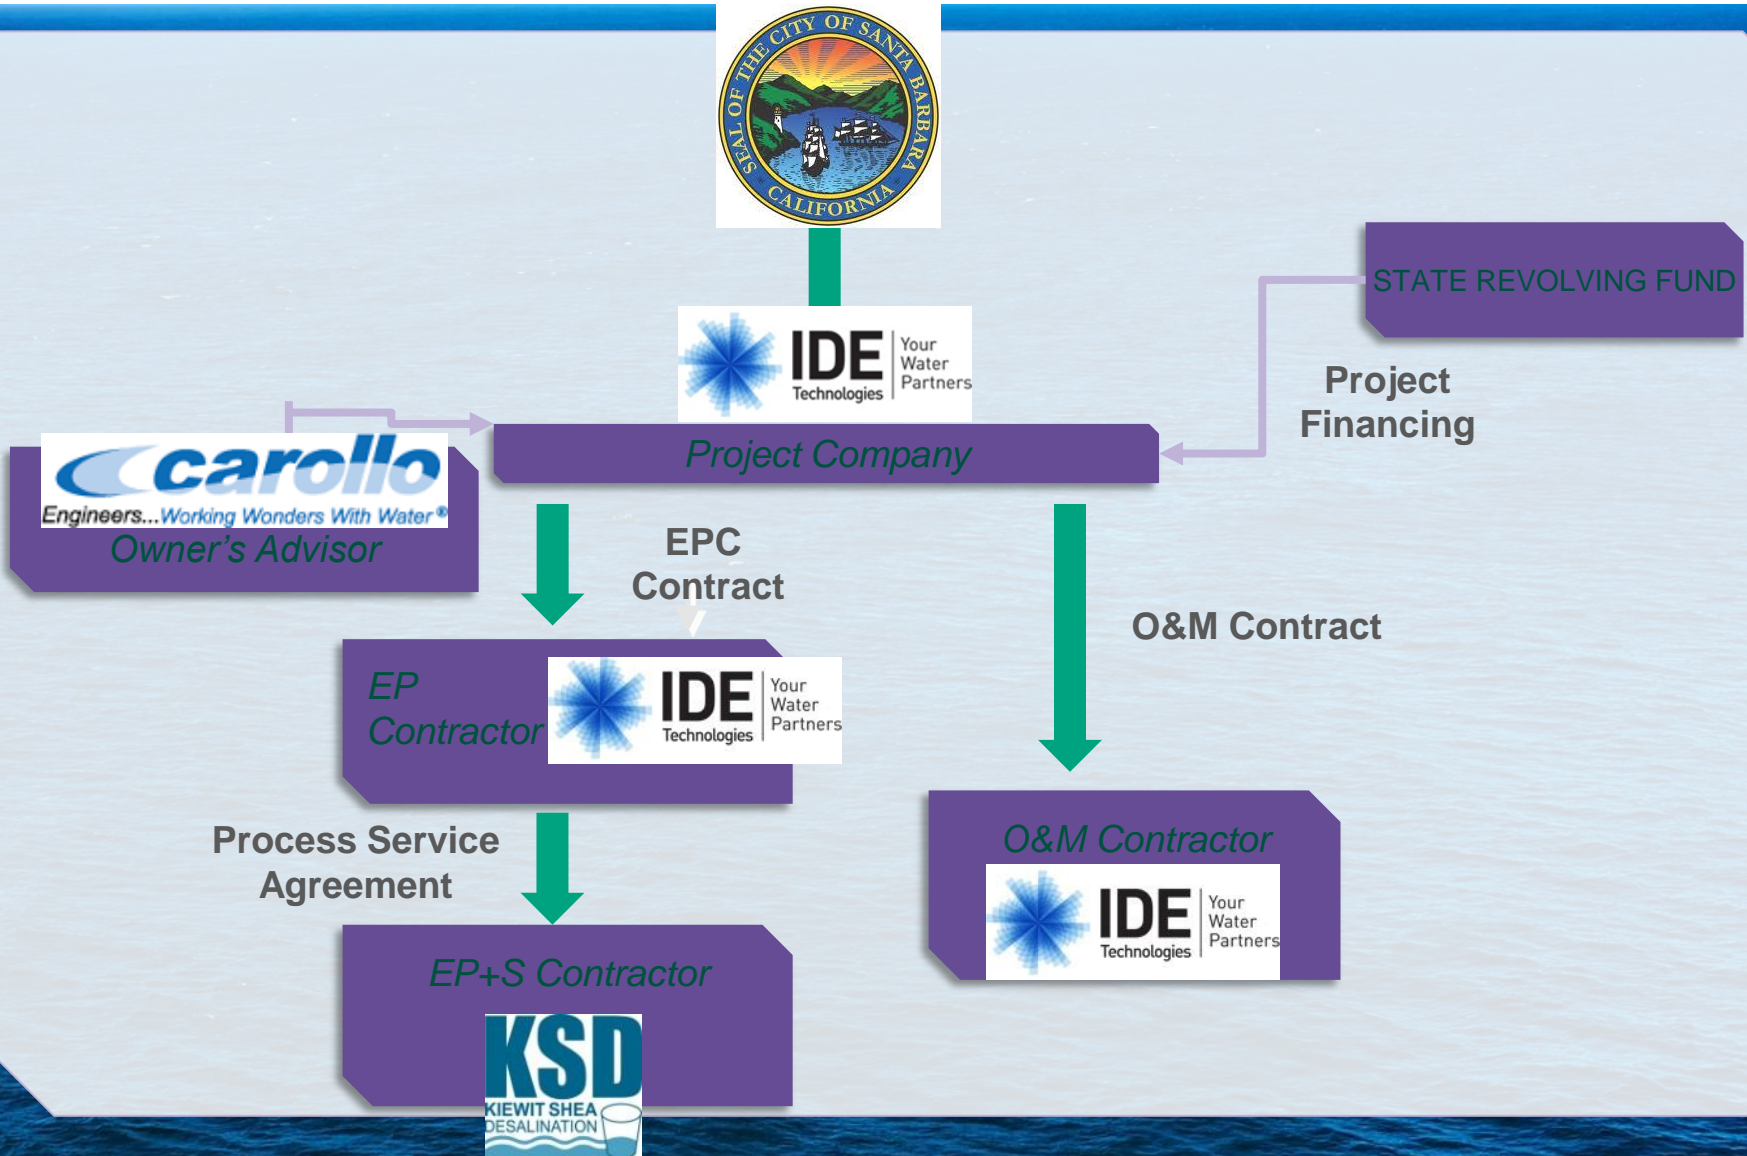 SEAL OF THE CITY OF SANTA BARBARA
CALIFORNIA
STATE REVOLVING FUND
IDE
Technologies
Your
Water
Partners
Project
Financing
Project Company
carollo
Engineers...Working Wonders With Water®
Owner’s Advisor
EPC
Contract
O&M Contract
EP
Contractor
IDE
Technologies
Your
Water
Partners
Process Service
Agreement
O&M Contractor
IDE
Technologies
Your
Water
Partners
EP+S Contractor
KSD
KIEWIT SHEA
DESALINATION